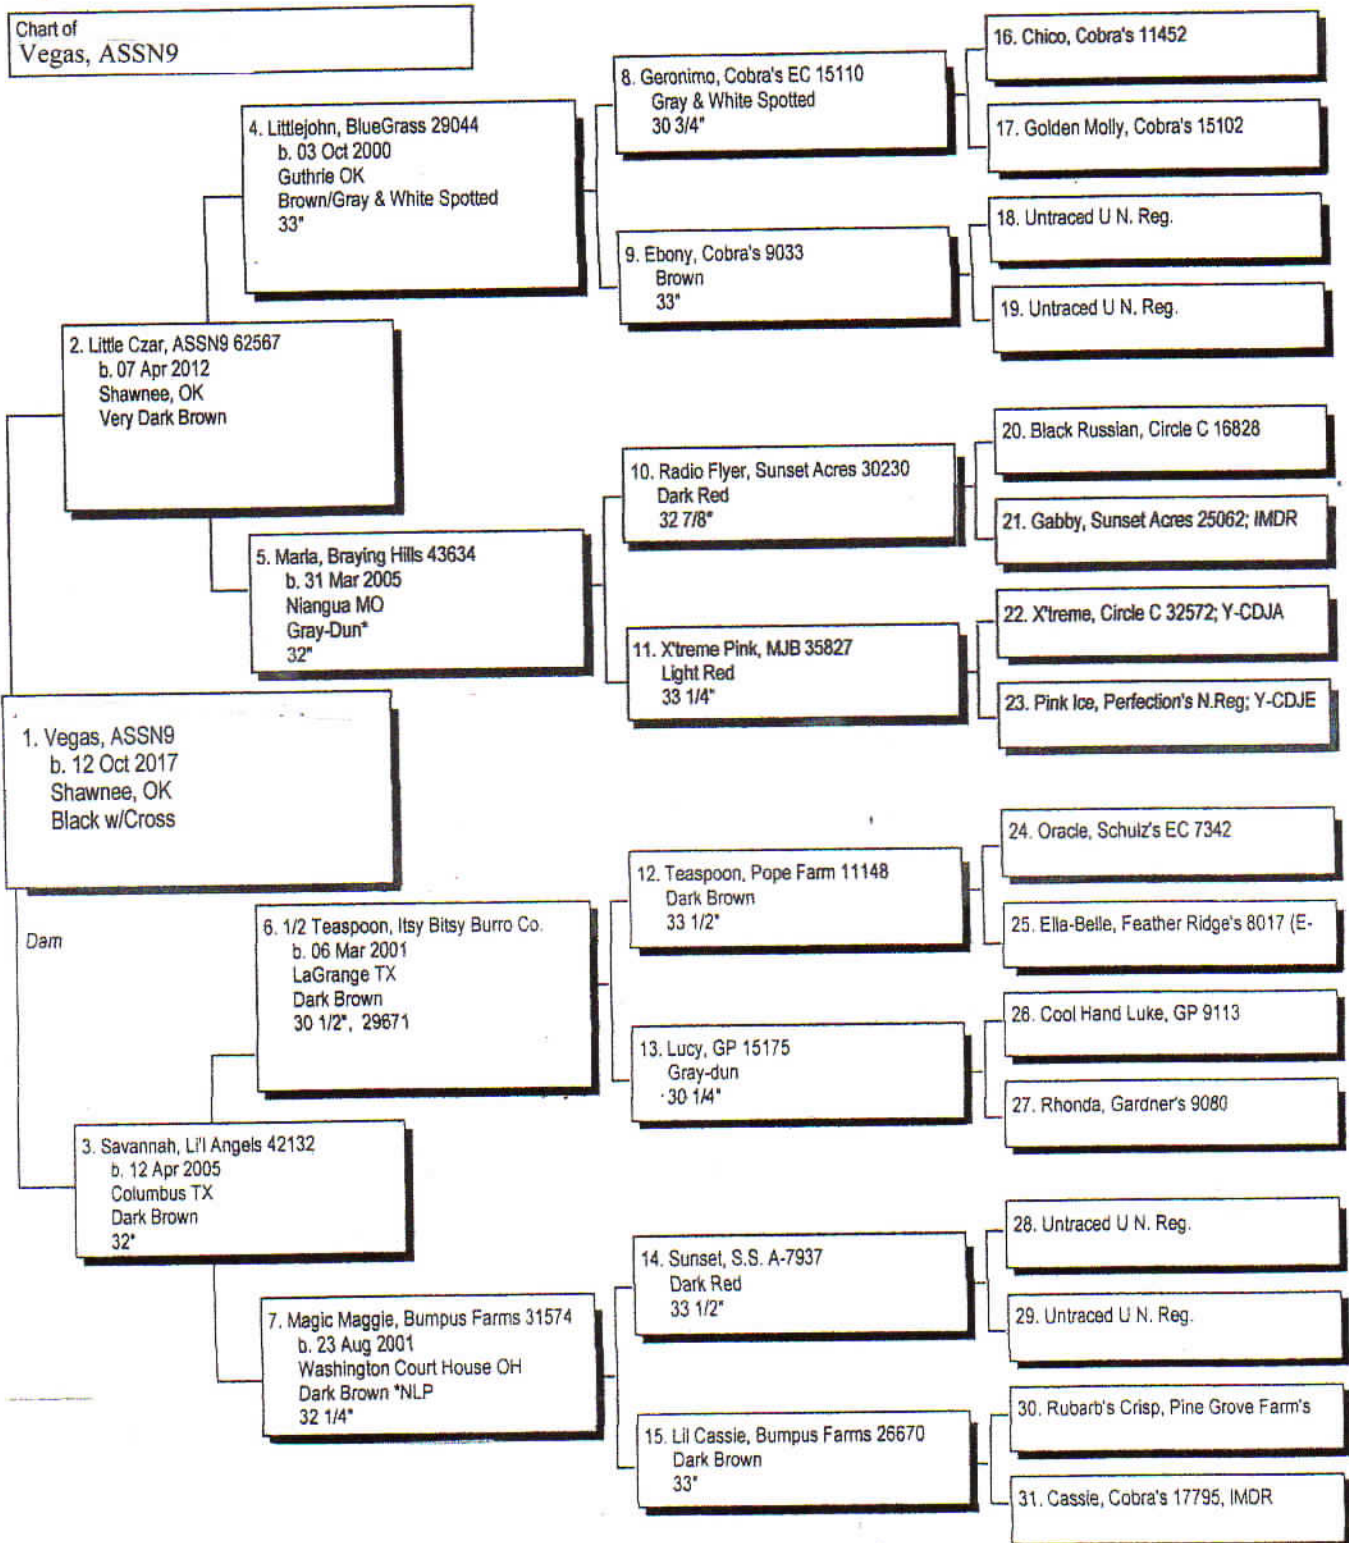 Chart of
Vegas, ASSN9
1. Vegas, ASSN9
b. 12 Oct 2017
Shawnee, OK
Black w/Cross
Dam
2. Little Czar, ASSN9 62567
b. 07 Apr 2012
Shawnee, OK
Very Dark Brown
3. Savannah, Li'l Angels 42132
b. 12 Apr 2005
Columbus TX
Dark Brown
32"
4. Littlejohn, BlueGrass 29044
b. 03 Oct 2000
Guthrie OK
Brown/Gray & White Spotted
33"
5. Marla, Braying Hills 43634
b. 31 Mar 2005
Niangua MO
Gray-Dun*
32"
6. 1/2 Teaspoon, Itsy Bitsy Burro Co.
b. 06 Mar 2001
LaGrange TX
Dark Brown
30 1/2", 29671
7. Magic Maggie, Bumpus Farms 31574
b. 23 Aug 2001
Washington Court House OH
Dark Brown *NLP
32 1/4"
8. Geronimo, Cobra's EC 15110
Gray & White Spotted
30 3/4"
9. Ebony, Cobra's 9033
Brown
33"
10. Radio Flyer, Sunset Acres 30230
Dark Red
32 7/8"
11. X'treme Pink, MJB 35827
Light Red
33 1/4"
12. Teaspoon, Pope Farm 11148
Dark Brown
33 1/2"
13. Lucy, GP 15175
Gray-dun
30 1/4"
14. Sunset, S.S. A-7937
Dark Red
33 1/2"
15. Lil Cassie, Bumpus Farms 26670
Dark Brown
33"
16. Chico, Cobra's 11452
17. Golden Molly, Cobra's 15102
18. Untraced U N. Reg.
19. Untraced U N. Reg.
20. Black Russian, Circle C 16828
21. Gabby, Sunset Acres 25062; IMDR
22. X'treme, Circle C 32572; Y-CDJA
23. Pink Ice, Perfection's N.Reg; Y-CDJE
24. Oracle, Schulz's EC 7342
25. Ella-Belle, Feather Ridge's 8017 (E-
26. Cool Hand Luke, GP 9113
27. Rhonda, Gardner's 9080
28. Untraced U N. Reg.
29. Untraced U N. Reg.
30. Rubarb's Crisp, Pine Grove Farm's
31. Cassie, Cobra's 17795, IMDR